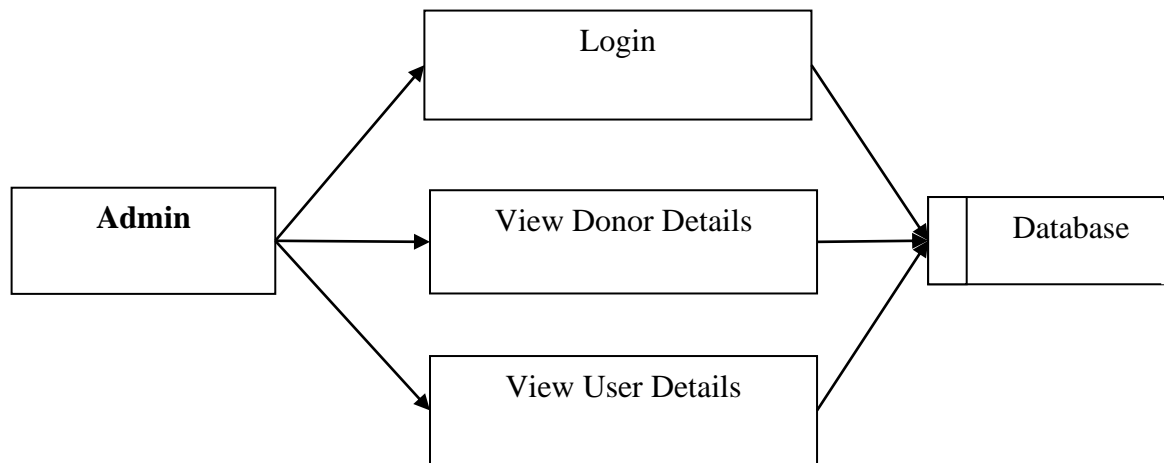 Login
Admin
View Donor Details
Database
View User Details